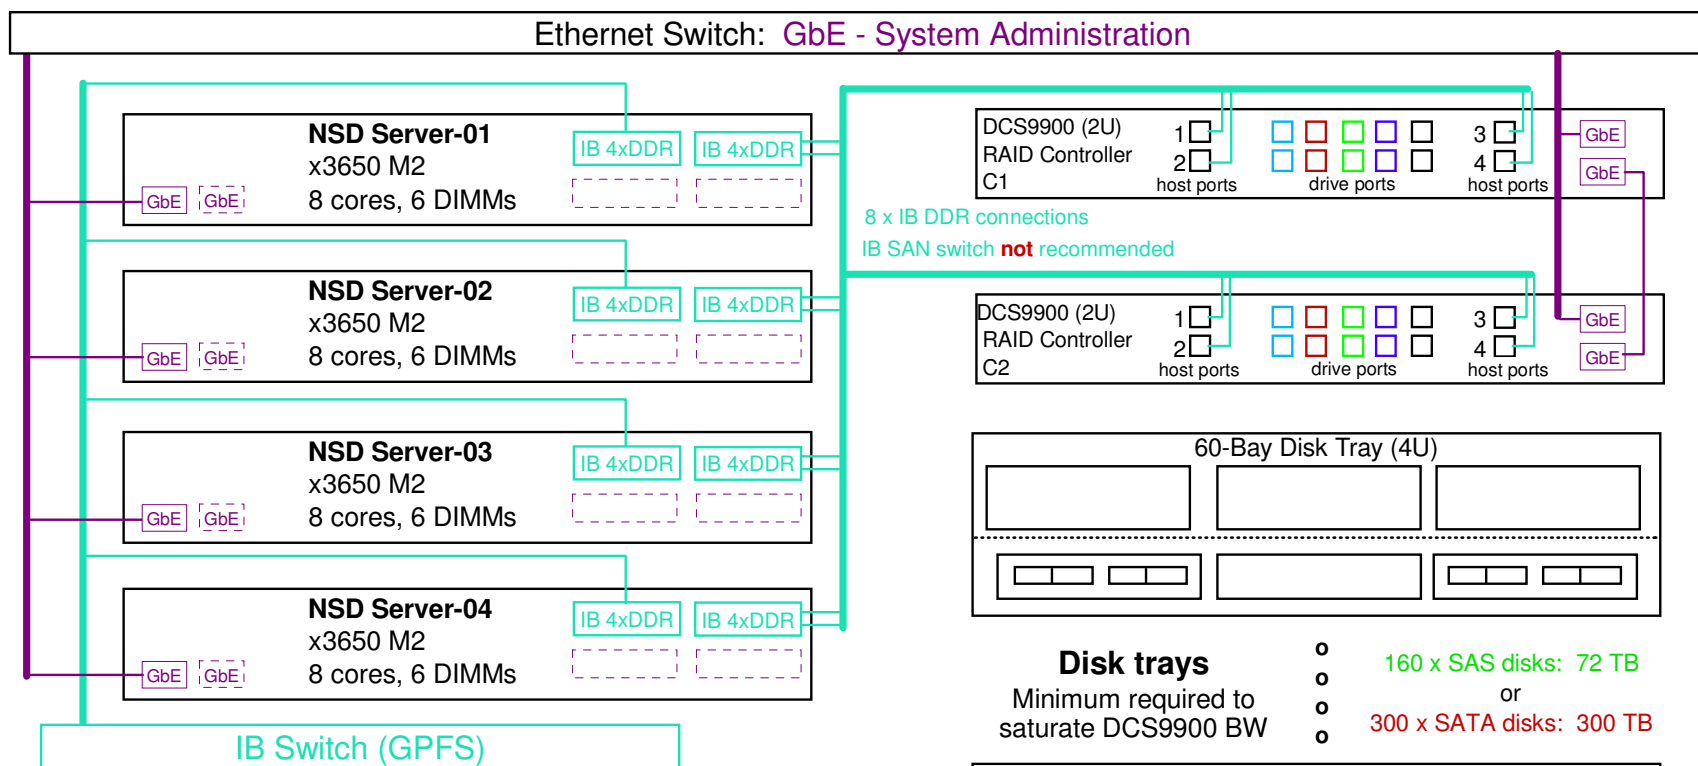 Ethernet Switch: GbE - System Administration
NSD Server-01
x3650 M2
8 cores, 6 DIMMs
GbE GbE
IB 4xDDR IB 4xDDR
NSD Server-02
x3650 M2
8 cores, 6 DIMMs
GbE GbE
IB 4xDDR IB 4xDDR
NSD Server-03
x3650 M2
8 cores, 6 DIMMs
GbE GbE
IB 4xDDR IB 4xDDR
NSD Server-04
x3650 M2
8 cores, 6 DIMMs
GbE GbE
IB 4xDDR IB 4xDDR
IB Switch (GPFS)
DCS9900 (2U)
RAID Controller
C1
1
2
host ports
drive ports
3
4
host ports
GbE
GbE
8 x IB DDR connections
IB SAN switch not recommended
DCS9900 (2U)
RAID Controller
C2
1
2
host ports
drive ports
3
4
host ports
GbE
GbE
60-Bay Disk Tray (4U)
Disk trays
Minimum required to
saturate DCS9900 BW
o
o
o
o
160 x SAS disks: 72 TB
or
300 x SATA disks: 300 TB